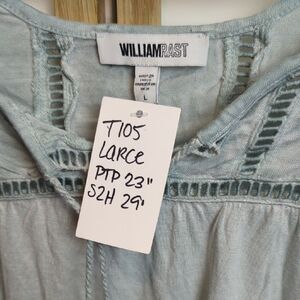 WILLIAM RAST
L
T105
LARGE
PTP 23"
S2H 29"